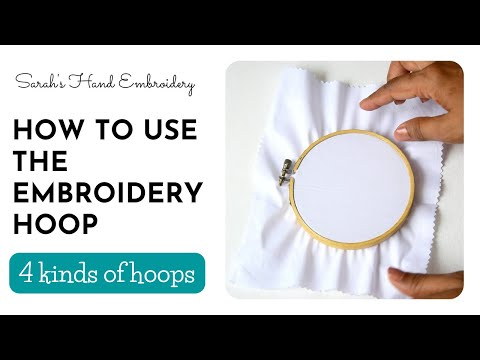 Sarah's Hand Embroidery
HOW TO USE
THE
EMBROIDERY
HOOP
4 kinds of hoops